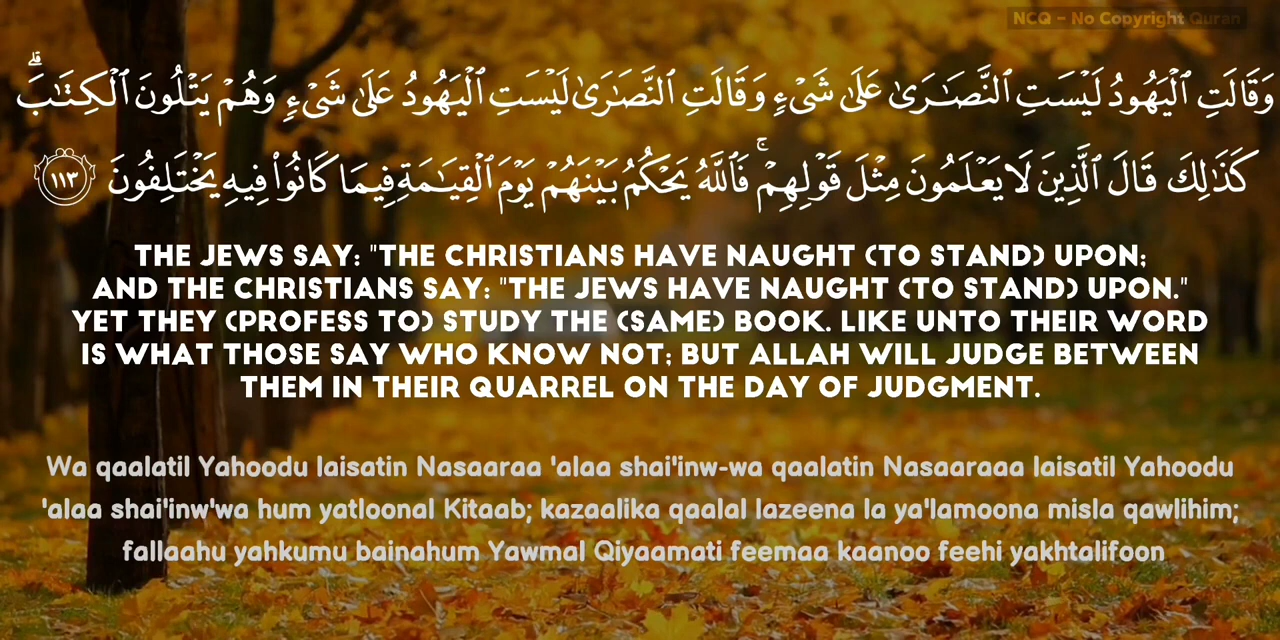 NCQ - No Copyright Quran
وَقَالَتِ ٱلْيَهُودُ لَيْسَتِ ٱلنَّصَـٰرَىٰ عَلَىٰ شَىْءٍ وَقَالَتِ ٱلنَّصَـٰرَىٰ لَيْسَتِ ٱلْيَهُودُ عَلَىٰ شَىْءٍ وَهُمْ يَتْلُونَ ٱلْكِتَـٰبَ ۗ
كَذَٰلِكَ قَالَ ٱلَّذِينَ لَا يَعْلَمُونَ مِثْلَ قَوْلِهِمْ ۚ فَٱللَّهُ يَحْكُمُ بَيْنَهُمْ يَوْمَ ٱلْقِيَـٰمَةِ فِيمَا كَانُوا۟ فِيهِ يَخْتَلِفُونَ ١١٣
THE JEWS SAY: "THE CHRISTIANS HAVE NAUGHT (TO STAND) UPON;
AND THE CHRISTIANS SAY: "THE JEWS HAVE NAUGHT (TO STAND) UPON."
YET THEY (PROFESS TO) STUDY THE (SAME) BOOK. LIKE UNTO THEIR WORD
IS WHAT THOSE SAY WHO KNOW NOT; BUT ALLAH WILL JUDGE BETWEEN
THEM IN THEIR QUARREL ON THE DAY OF JUDGMENT.
Wa qaalatil Yahoodu laisatin Nasaaraa 'alaa shai'inw-wa qaalatin Nasaaraaa laisatil Yahoodu
'alaa shai'inw'wa hum yatloonal Kitaab; kazaalika qaalal lazeena la ya'lamoona misla qawlihim;
fallaahu yahkumu bainahum Yawmal Qiyaamati feemaa kaanoo feehi yakhtalifoon